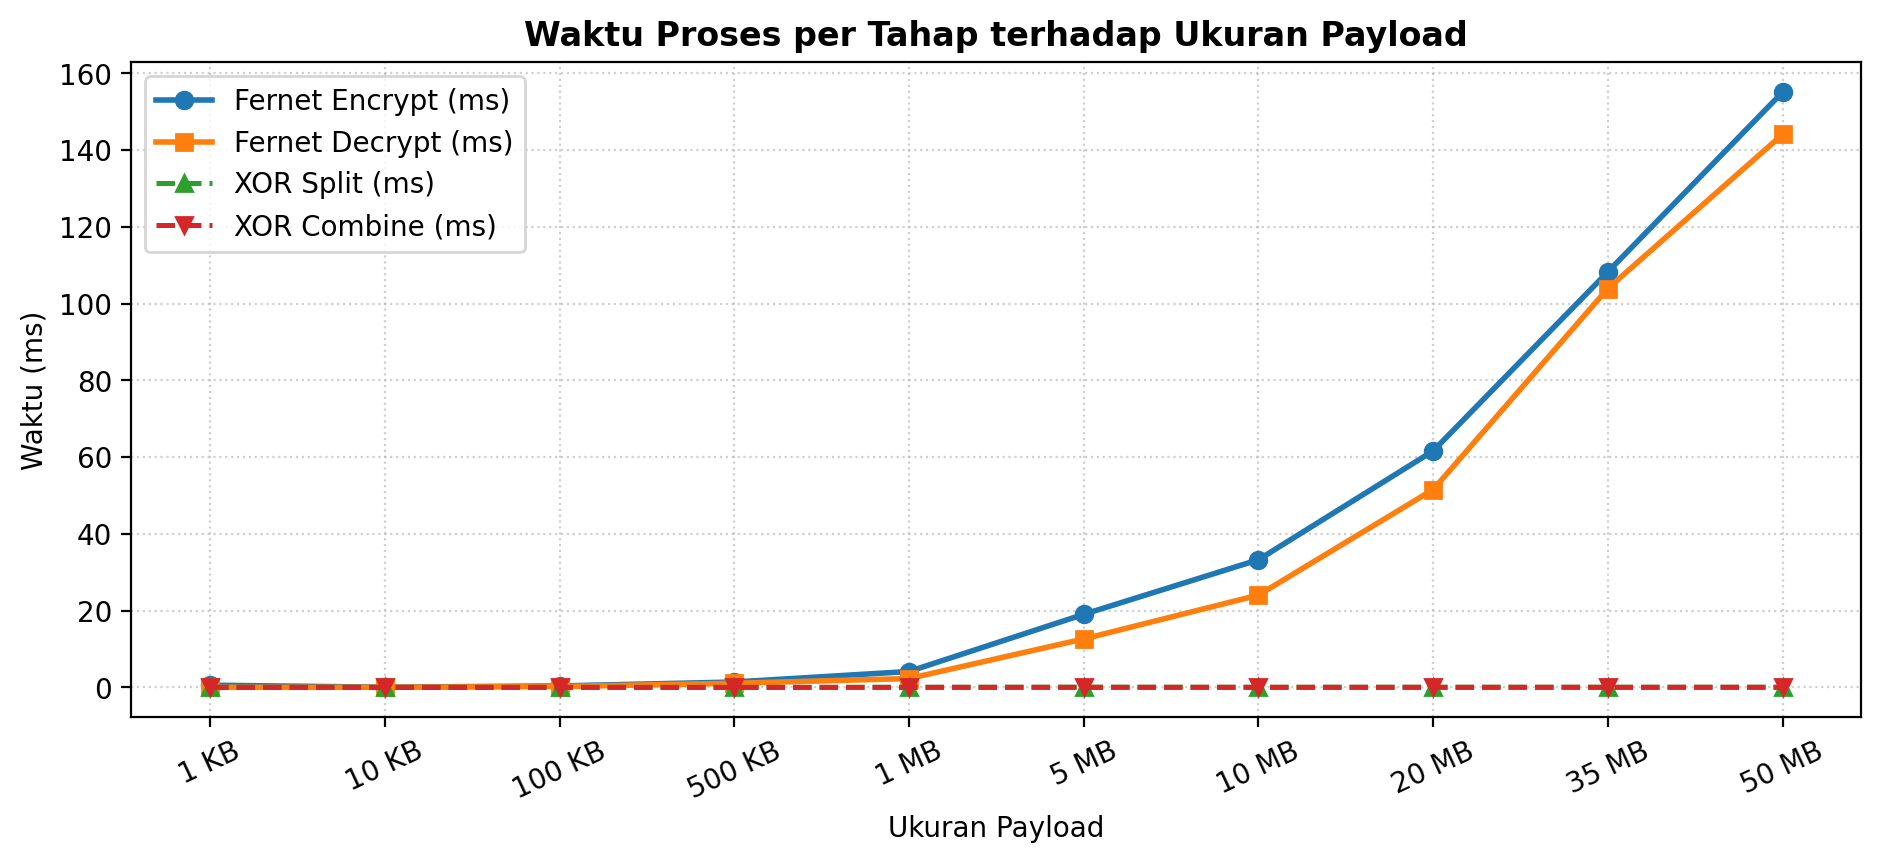 Waktu Proses per Tahap terhadap Ukuran Payload
Fernet Encrypt (ms)
Fernet Decrypt (ms)
XOR Split (ms)
XOR Combine (ms)
Waktu (ms)
160
140
120
100
80
60
40
20
0
1 KB
10 KB
100 KB
500 KB
1 MB
5 MB
10 MB
20 MB
35 MB
50 MB
Ukuran Payload